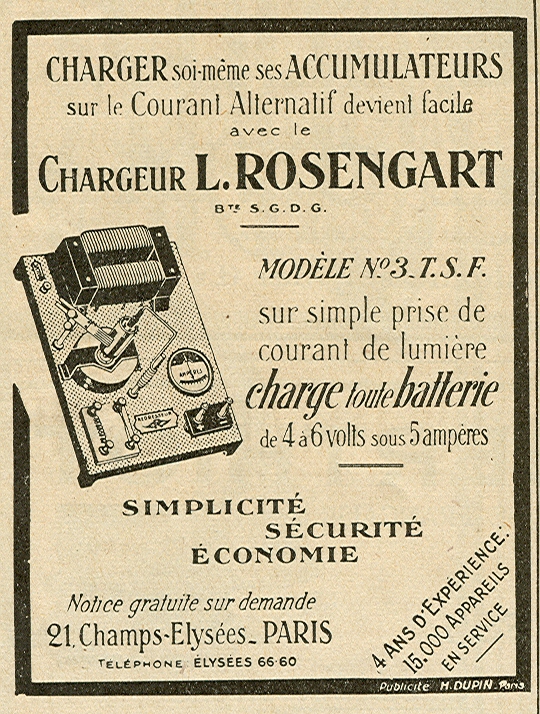 CHARGER soi-même ses ACCUMULATEURS
sur le Courant Alternatif devient facile
avec le
CHARGEUR L. ROSENGART
BTE S.G.D.G.
MODÈLE No3_T.S.F.
sur simple prise de
courant de lumière
charge toute batterie
de 4 à 6 volts sous 5 ampères
SIMPLICITÉ
SÉCURITÉ
ÉCONOMIE
Notice gratuite sur demande
21, Champs-Elysées_ PARIS
TÉLÉPHONE ÉLYSÉES 66-60
4 ANS D'EXPÉRIENCE:
15.000 APPAREILS
EN SERVICE
Publicité H. DUPIN. Paris